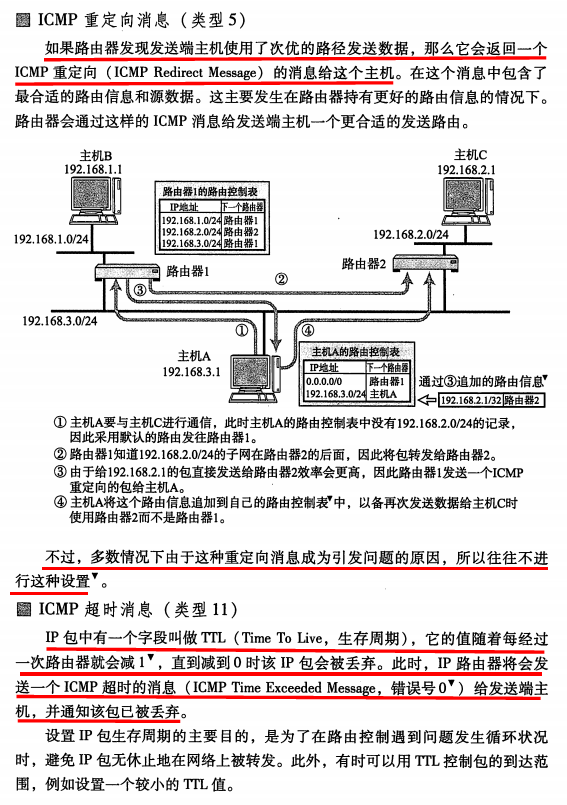 ICMP 重定向消息（类型 5）
如果路由器发现发送端主机使用了次优的路径发送数据，那么它会返回一个
ICMP 重定向（ICMP Redirect Message）的消息给这个主机。在这个消息中包含了
最合适的路由信息和源数据。这主要发生在路由器持有更好的路由信息的情况下。
路由器会通过这样的 ICMP 消息给发送端主机一个更合适的发送路由。
主机B
192.168.1.1
主机C
192.168.2.1
路由器1的路由控制表
IP地址 下一个路由器
192.168.1.0/24 路由器1
192.168.2.0/24 路由器2
192.168.3.0/24 路由器1
192.168.1.0/24
192.168.2.0/24
路由器1
路由器2
②
③
192.168.3.0/24
①
④
主机A
192.168.3.1
主机A的路由控制表
IP地址 下一个路由器
0.0.0.0/0 路由器1
192.168.3.0/24 主机A
通过③追加的路由信息▼
192.168.2.1/32 路由器2
① 主机A要与主机C进行通信，此时主机A的路由控制表中没有192.168.2.0/24的记录，
因此采用默认的路由发往路由器1。
② 路由器1知道192.168.2.0/24的子网在路由器2的后面，因此将包转发给路由器2。
③ 由于给192.168.2.1的包直接发送给路由器2效率会更高，因此路由器1发送一个ICMP
重定向的包给主机A。
④ 主机A将这个路由信息追加到自己的路由控制表▼中，以备再次发送数据给主机C时
使用路由器2而不是路由器1。
不过，多数情况下由于这种重定向消息成为引发问题的原因，所以往往不进
行这种设置▼。
ICMP 超时消息（类型 11）
IP 包中有一个字段叫做 TTL（Time To Live，生存周期），它的值随着每经过
一次路由器就会减 1▼，直到减到 0 时该 IP 包会被丢弃。此时，IP 路由器将会发
送一个 ICMP 超时的消息（ICMP Time Exceeded Message，错误号 0▼）给发送端主
机，并通知该包已被丢弃。
设置 IP 包生存周期的主要目的，是为了在路由控制遇到问题发生循环状况
时，避免 IP 包无休止地在网络上被转发。此外，有时可以用 TTL 控制包的到达范
围，例如设置一个较小的 TTL 值。